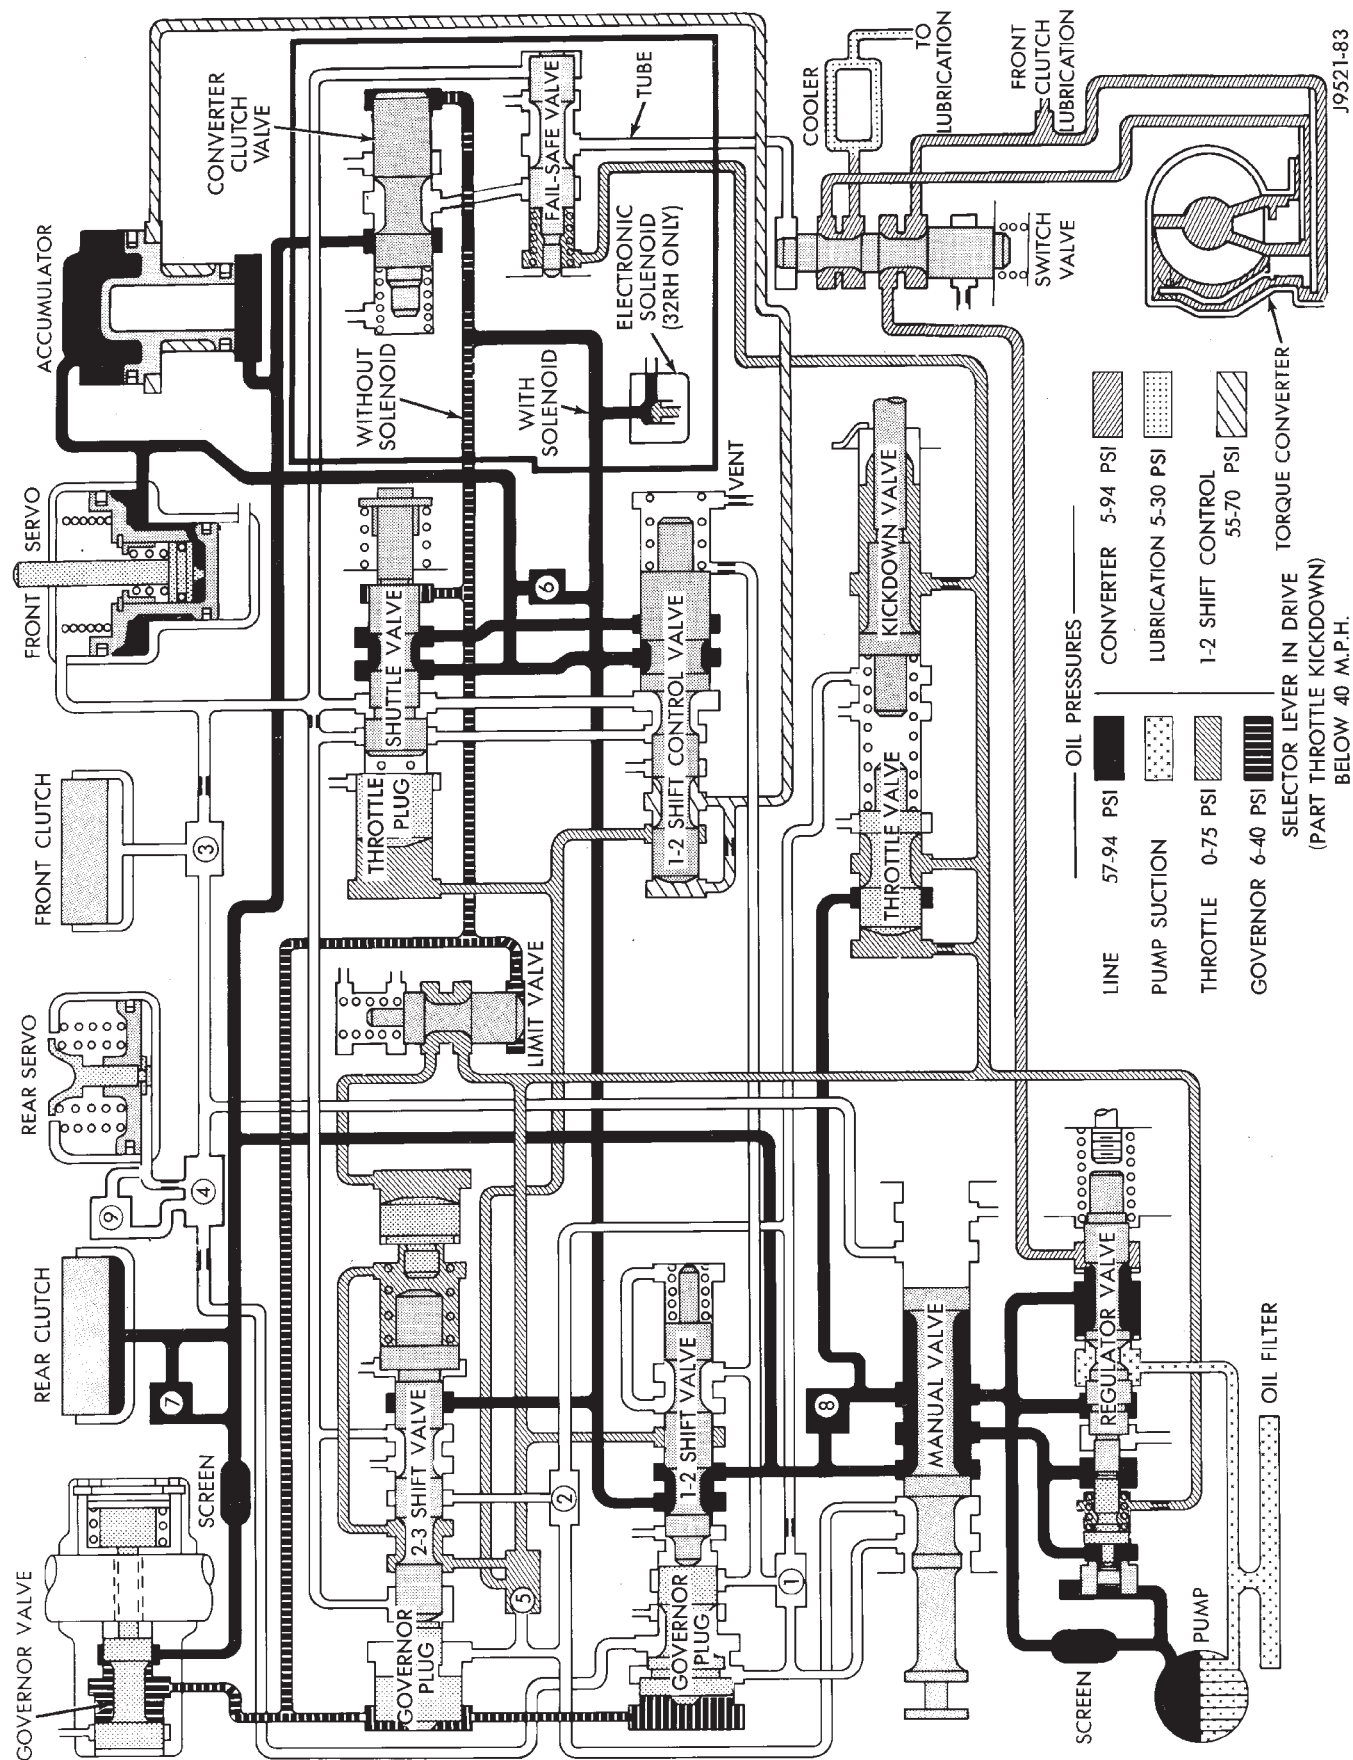 GOVERNOR VALVE
REAR CLUTCH
REAR SERVO
FRONT CLUTCH
FRONT SERVO
ACCUMULATOR
SCREEN
7
9
4
3
CONVERTER
CLUTCH
VALVE
GOVERNOR
PLUG
2-3 SHIFT VALVE
LIMIT VALVE
THROTTLE
PLUG
SHUTTLE VALVE
WITHOUT
SOLENOID
WITH
SOLENOID
FAIL-SAFE VALVE
TUBE
ELECTRONIC
SOLENOID
(32RH ONLY)
5
2
6
GOVERNOR
PLUG
1-2 SHIFT VALVE
1-2 SHIFT CONTROL VALVE
VENT
1
8
COOLER
TO
LUBRICATION
FRONT
CLUTCH
LUBRICATION
MANUAL VALVE
THROTTLE VALVE
KICKDOWN VALVE
SWITCH
VALVE
SCREEN
PUMP
REGULATOR VALVE
OIL FILTER
OIL PRESSURES
LINE 57-94 PSI
CONVERTER 5-94 PSI
PUMP SUCTION
LUBRICATION 5-30 PSI
THROTTLE 0-75 PSI
1-2 SHIFT CONTROL
55-70 PSI
GOVERNOR 6-40 PSI
SELECTOR LEVER IN DRIVE
(PART THROTTLE KICKDOWN)
BELOW 40 M.P.H.
TORQUE CONVERTER
J9521-83